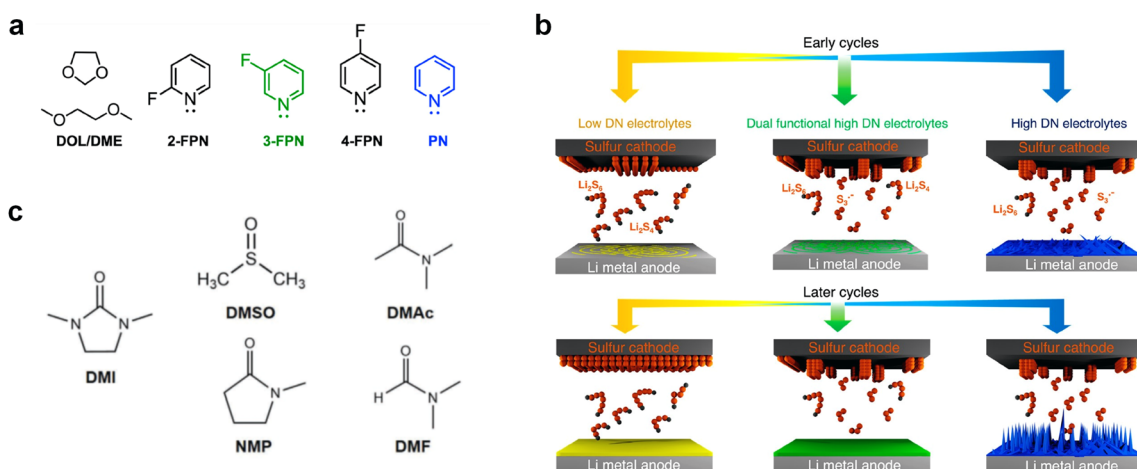 a
O
O
O
O
DOL/DME
F
N
2-FPN
F
N
3-FPN
F
N
4-FPN
N
PN
b
Early cycles
Low DN electrolytes
Dual functional high DN electrolytes
High DN electrolytes
Sulfur cathode
Sulfur cathode
Sulfur cathode
Li₂S₆
Li₂S₄
Li₂S₆
S₃·⁻
Li₂S₄
Li₂S₆
S₃·⁻
Li metal anode
Li metal anode
Li metal anode
Later cycles
Sulfur cathode
Sulfur cathode
Sulfur cathode
Li metal anode
Li metal anode
Li metal anode
c
O
N
N
DMI
O
S
H₃C
CH₃
DMSO
O
N
DMAc
O
N
NMP
O
H
N
DMF